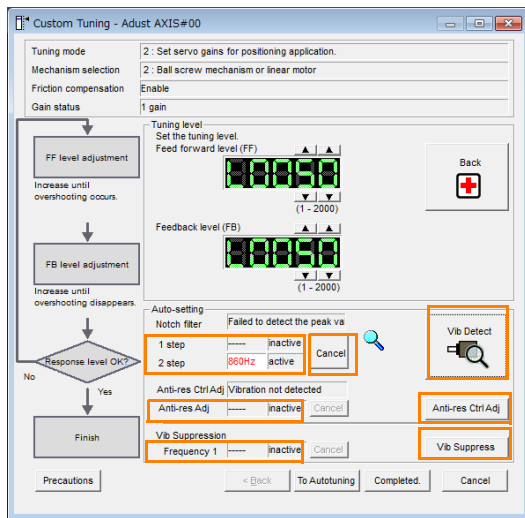 Custom Tuning - Adust AXIS#00
Tuning mode 2 : Set servo gains for positioning application.
Mechanism selection 2 : Ball screw mechanism or linear motor
Friction compensation Enable
Gain status 1 gain
FF level adjustment
Increase until
overshooting occurs.
FB level adjustment
Increase until
overshooting disappears.
Response level OK?
No
Yes
Finish
Tuning level
Set the tuning level.
Feed forward level (FF)
L0050
(1 - 2000)
Feedback level (FB)
L0050
(1 - 2000)
Back
Auto-setting
Notch filter Failed to detect the peak va
1 step ----- inactive
2 step 860Hz active
Cancel
Vib Detect
Anti-res Ctrl Adj Vibration not detected
Anti-res Adj ----- inactive Cancel
Anti-res Ctrl Adj
Vib Suppression
Frequency 1 ----- inactive Cancel
Vib Suppress
Precautions
< Back
To Autotuning
Completed.
Cancel